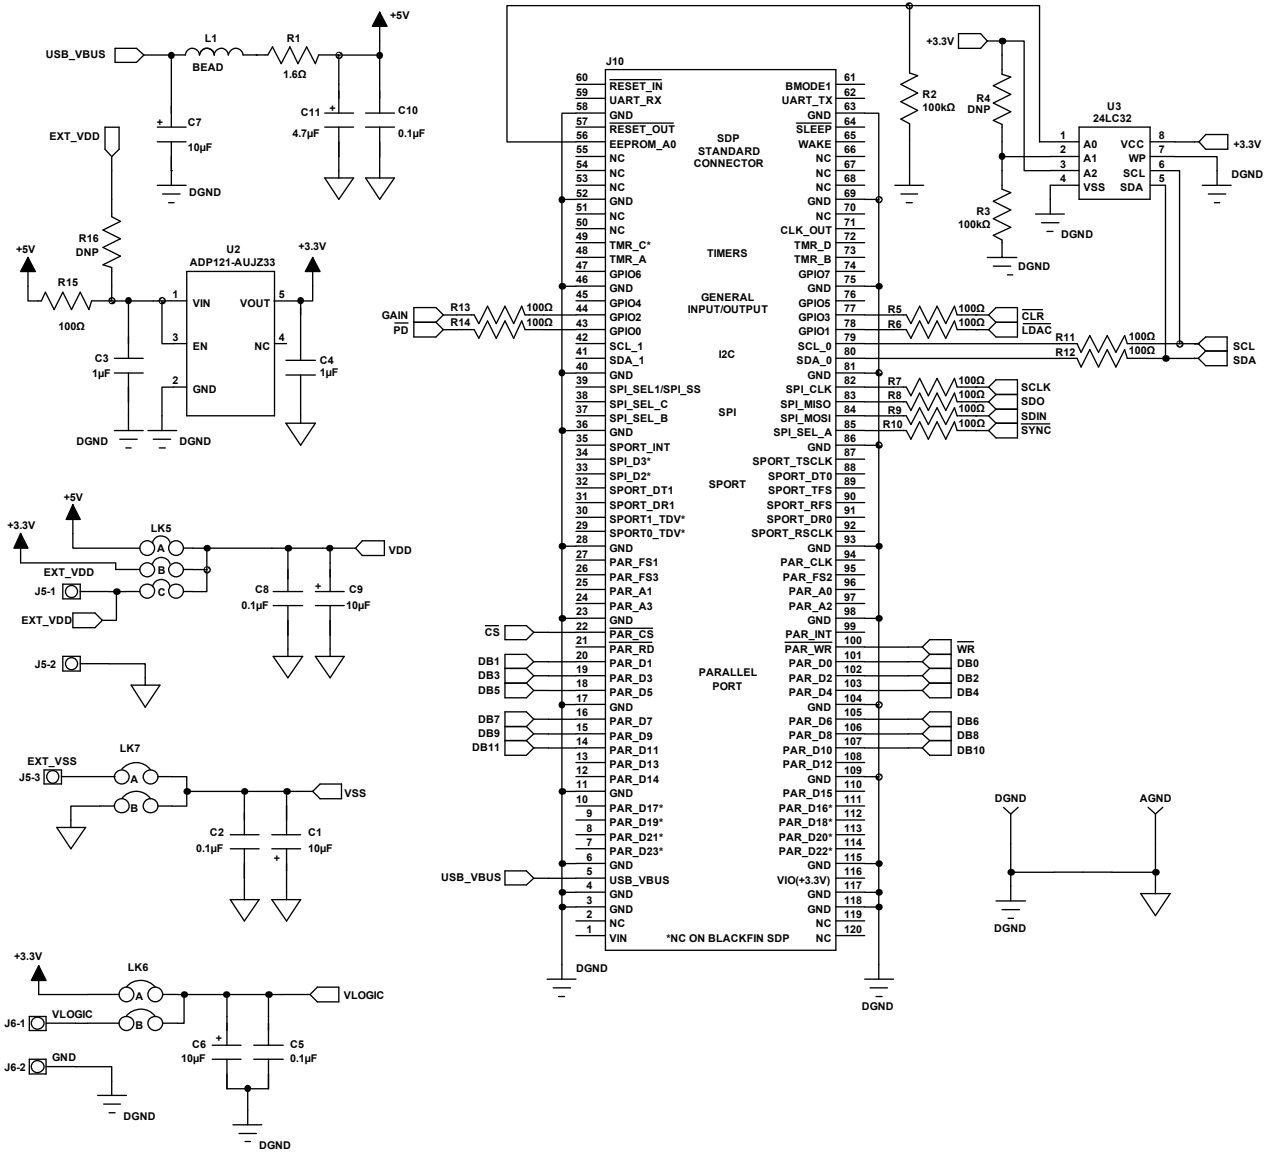 +5V
L1
R1
USB_VBUS
BEAD
1.6Ω
C11
+
4.7µF
C10
0.1µF
+
C7
10µF
EXT_VDD
DGND
R16
DNP
+5V
U2
ADP121-AUJZ33
+3.3V
R15
100Ω
1
VIN
VOUT
5
3
EN
NC
4
2
GND
C3
1µF
C4
1µF
DGND
DGND
+5V
+3.3V
LK5
A
B
C
VDD
EXT_VDD
J5-1
EXT_VDD
C8
0.1µF
+
C9
10µF
J5-2
LK7
EXT_VSS
J5-3
A
B
VSS
C2
0.1µF
C1
10µF
+
+3.3V
LK6
A
B
VLOGIC
J6-1
VLOGIC
+
C6
10µF
C5
0.1µF
J6-2
GND
DGND
DGND
J10
60 RESET_IN BMODE1 61
59 UART_RX UART_TX 62
58 GND GND 63
57 RESET_OUT SLEEP 64
56 EEPROM_A0 WAKE 65
55 NC NC 66
54 NC NC 67
53 NC NC 68
52 GND GND 69
51 NC NC 70
50 NC CLK_OUT 71
49 TMR_C* TMR_D 72
48 TMR_A TMR_B 73
47 GPIO6 GPIO7 74
46 GND GND 75
45 GPIO4 GPIO5 76
44 GPIO2 GPIO3 77
43 GPIO0 GPIO1 78
42 SCL_1 SCL_0 79
41 SDA_1 SDA_0 80
40 GND GND 81
39 SPI_SEL1/SPI_SS SPI_CLK 82
38 SPI_SEL_C SPI_MISO 83
37 SPI_SEL_B SPI_MOSI 84
36 GND SPI_SEL_A 85
35 SPORT_INT GND 86
34 SPI_D3* SPORT_TSCLK 87
33 SPI_D2* SPORT_DT0 88
32 SPORT_DT1 SPORT_TFS 89
31 SPORT_DR1 SPORT_RFS 90
30 SPORT1_TDV* SPORT_DR0 91
29 SPORT0_TDV* SPORT_RSCLK 92
28 GND GND 93
27 PAR_FS1 PAR_CLK 94
26 PAR_FS3 PAR_FS2 95
25 PAR_A1 PAR_A0 96
24 PAR_A3 PAR_A2 97
23 GND GND 98
22 PAR_CS PAR_INT 99
21 PAR_RD PAR_WR 100
20 PAR_D1 PAR_D0 101
19 PAR_D3 PAR_D2 102
18 PAR_D5 PAR_D4 103
17 GND GND 104
16 PAR_D7 PAR_D6 105
15 PAR_D9 PAR_D8 106
14 PAR_D11 PAR_D10 107
13 PAR_D13 PAR_D12 108
12 PAR_D14 GND 109
11 GND PAR_D15 110
10 PAR_D17* PAR_D16* 111
9 PAR_D19* PAR_D18* 112
8 PAR_D21* PAR_D20* 113
7 PAR_D23* PAR_D22* 114
6 GND GND 115
5 USB_VBUS VIO(+3.3V) 116
4 GND GND 117
3 GND GND 118
2 NC NC 119
1 VIN *NC ON BLACKFIN SDP NC 120
SDP
STANDARD
CONNECTOR
TIMERS
GENERAL
INPUT/OUTPUT
I2C
SPI
SPORT
PARALLEL
PORT
GAIN
R13
100Ω
PD
R14
100Ω
CS
DB1
DB3
DB5
DB7
DB9
DB11
USB_VBUS
DGND
DGND
R5
100Ω
CLR
R6
100Ω
LDAC
R11
100Ω
SCL
R12
100Ω
SDA
R7
100Ω
SCLK
R8
100Ω
SDO
R9
100Ω
SDIN
R10
100Ω
SYNC
WR
DB0
DB2
DB4
DB6
DB8
DB10
R2
100kΩ
+3.3V
R4
DNP
R3
100kΩ
DGND
U3
24LC32
1 A0 VCC 8
2 A1 WP 7
3 A2 SCL 6
4 VSS SDA 5
+3.3V
DGND
DGND
DGND
AGND
DGND